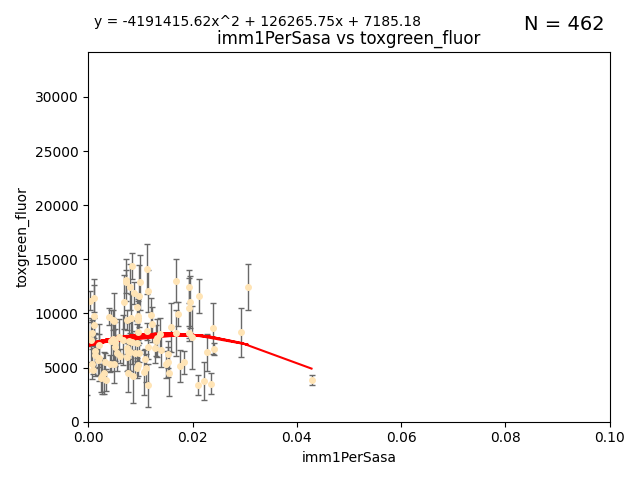 y = -4191415.62x^2 + 126265.75x + 7185.18
N = 462
imm1PerSasa vs toxgreen_fluor
30000
25000
20000
15000
10000
5000
0
toxgreen_fluor
0.00 0.02 0.04 0.06 0.08 0.10
imm1PerSasa